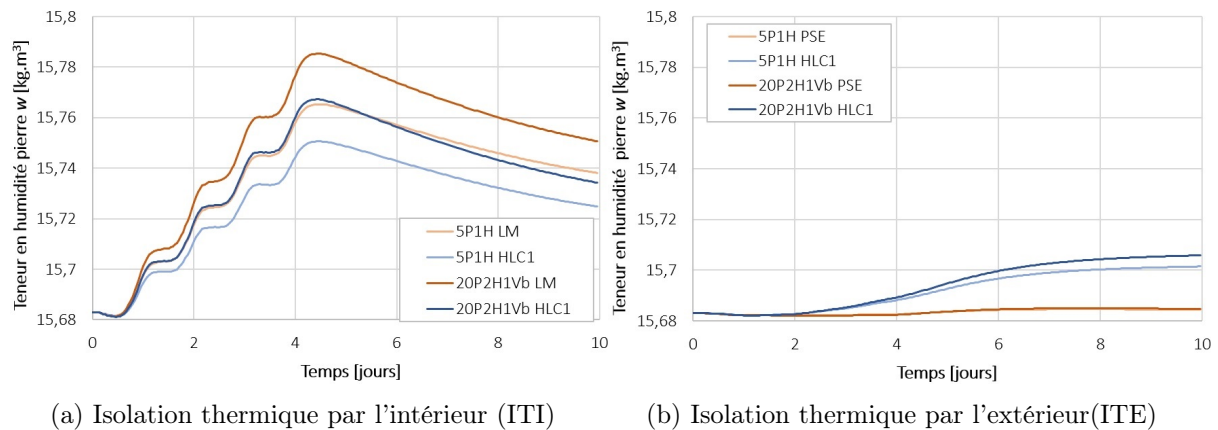 Teneur en humidité pierre w [kg.m³]
15,8
15,78
15,76
15,74
15,72
15,7
15,68
0 2 4 6 8 10
Temps [jours]
5P1H LM
5P1H HLC1
20P2H1Vb LM
20P2H1Vb HLC1
(a) Isolation thermique par l'intérieur (ITI)
Teneur en humidité pierre w [kg.m³]
15,8
15,78
15,76
15,74
15,72
15,7
15,68
0 2 4 6 8 10
Temps [jours]
5P1H PSE
5P1H HLC1
20P2H1Vb PSE
20P2H1Vb HLC1
(b) Isolation thermique par l'extérieur(ITE)